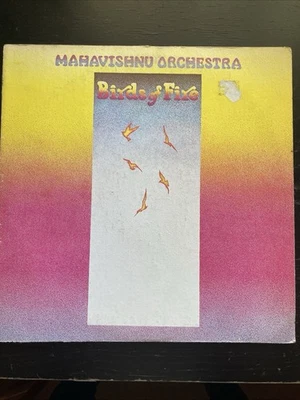 MAHAVISHNU ORCHESTRA
Birds of Fire